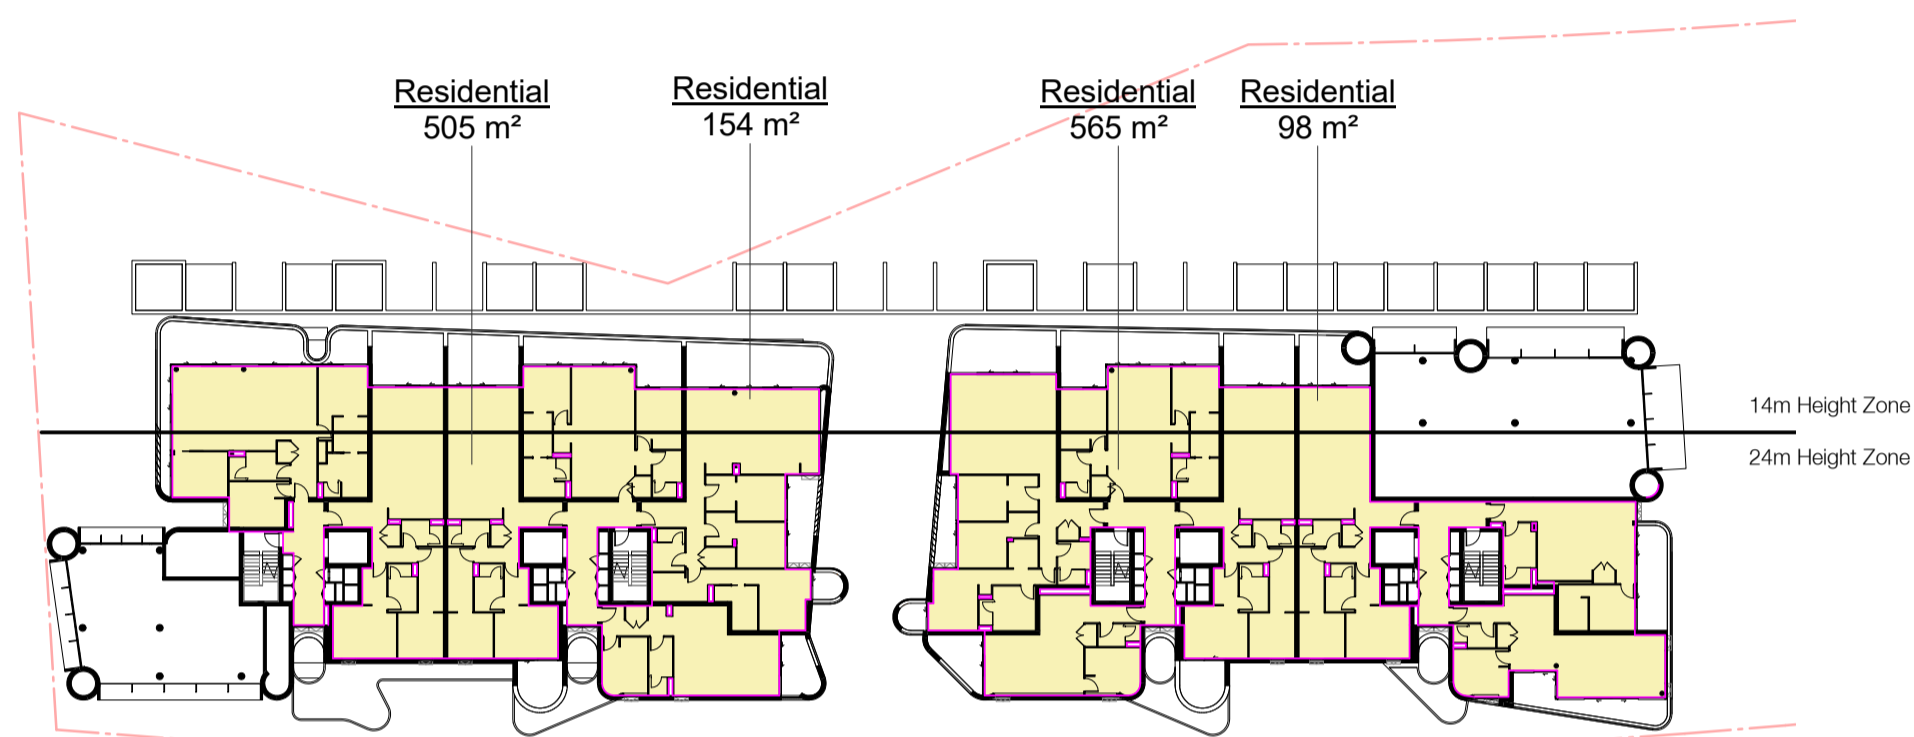 Residential
505 m²
Residential
154 m²
Residential
565 m²
Residential
98 m²
14m Height Zone
24m Height Zone